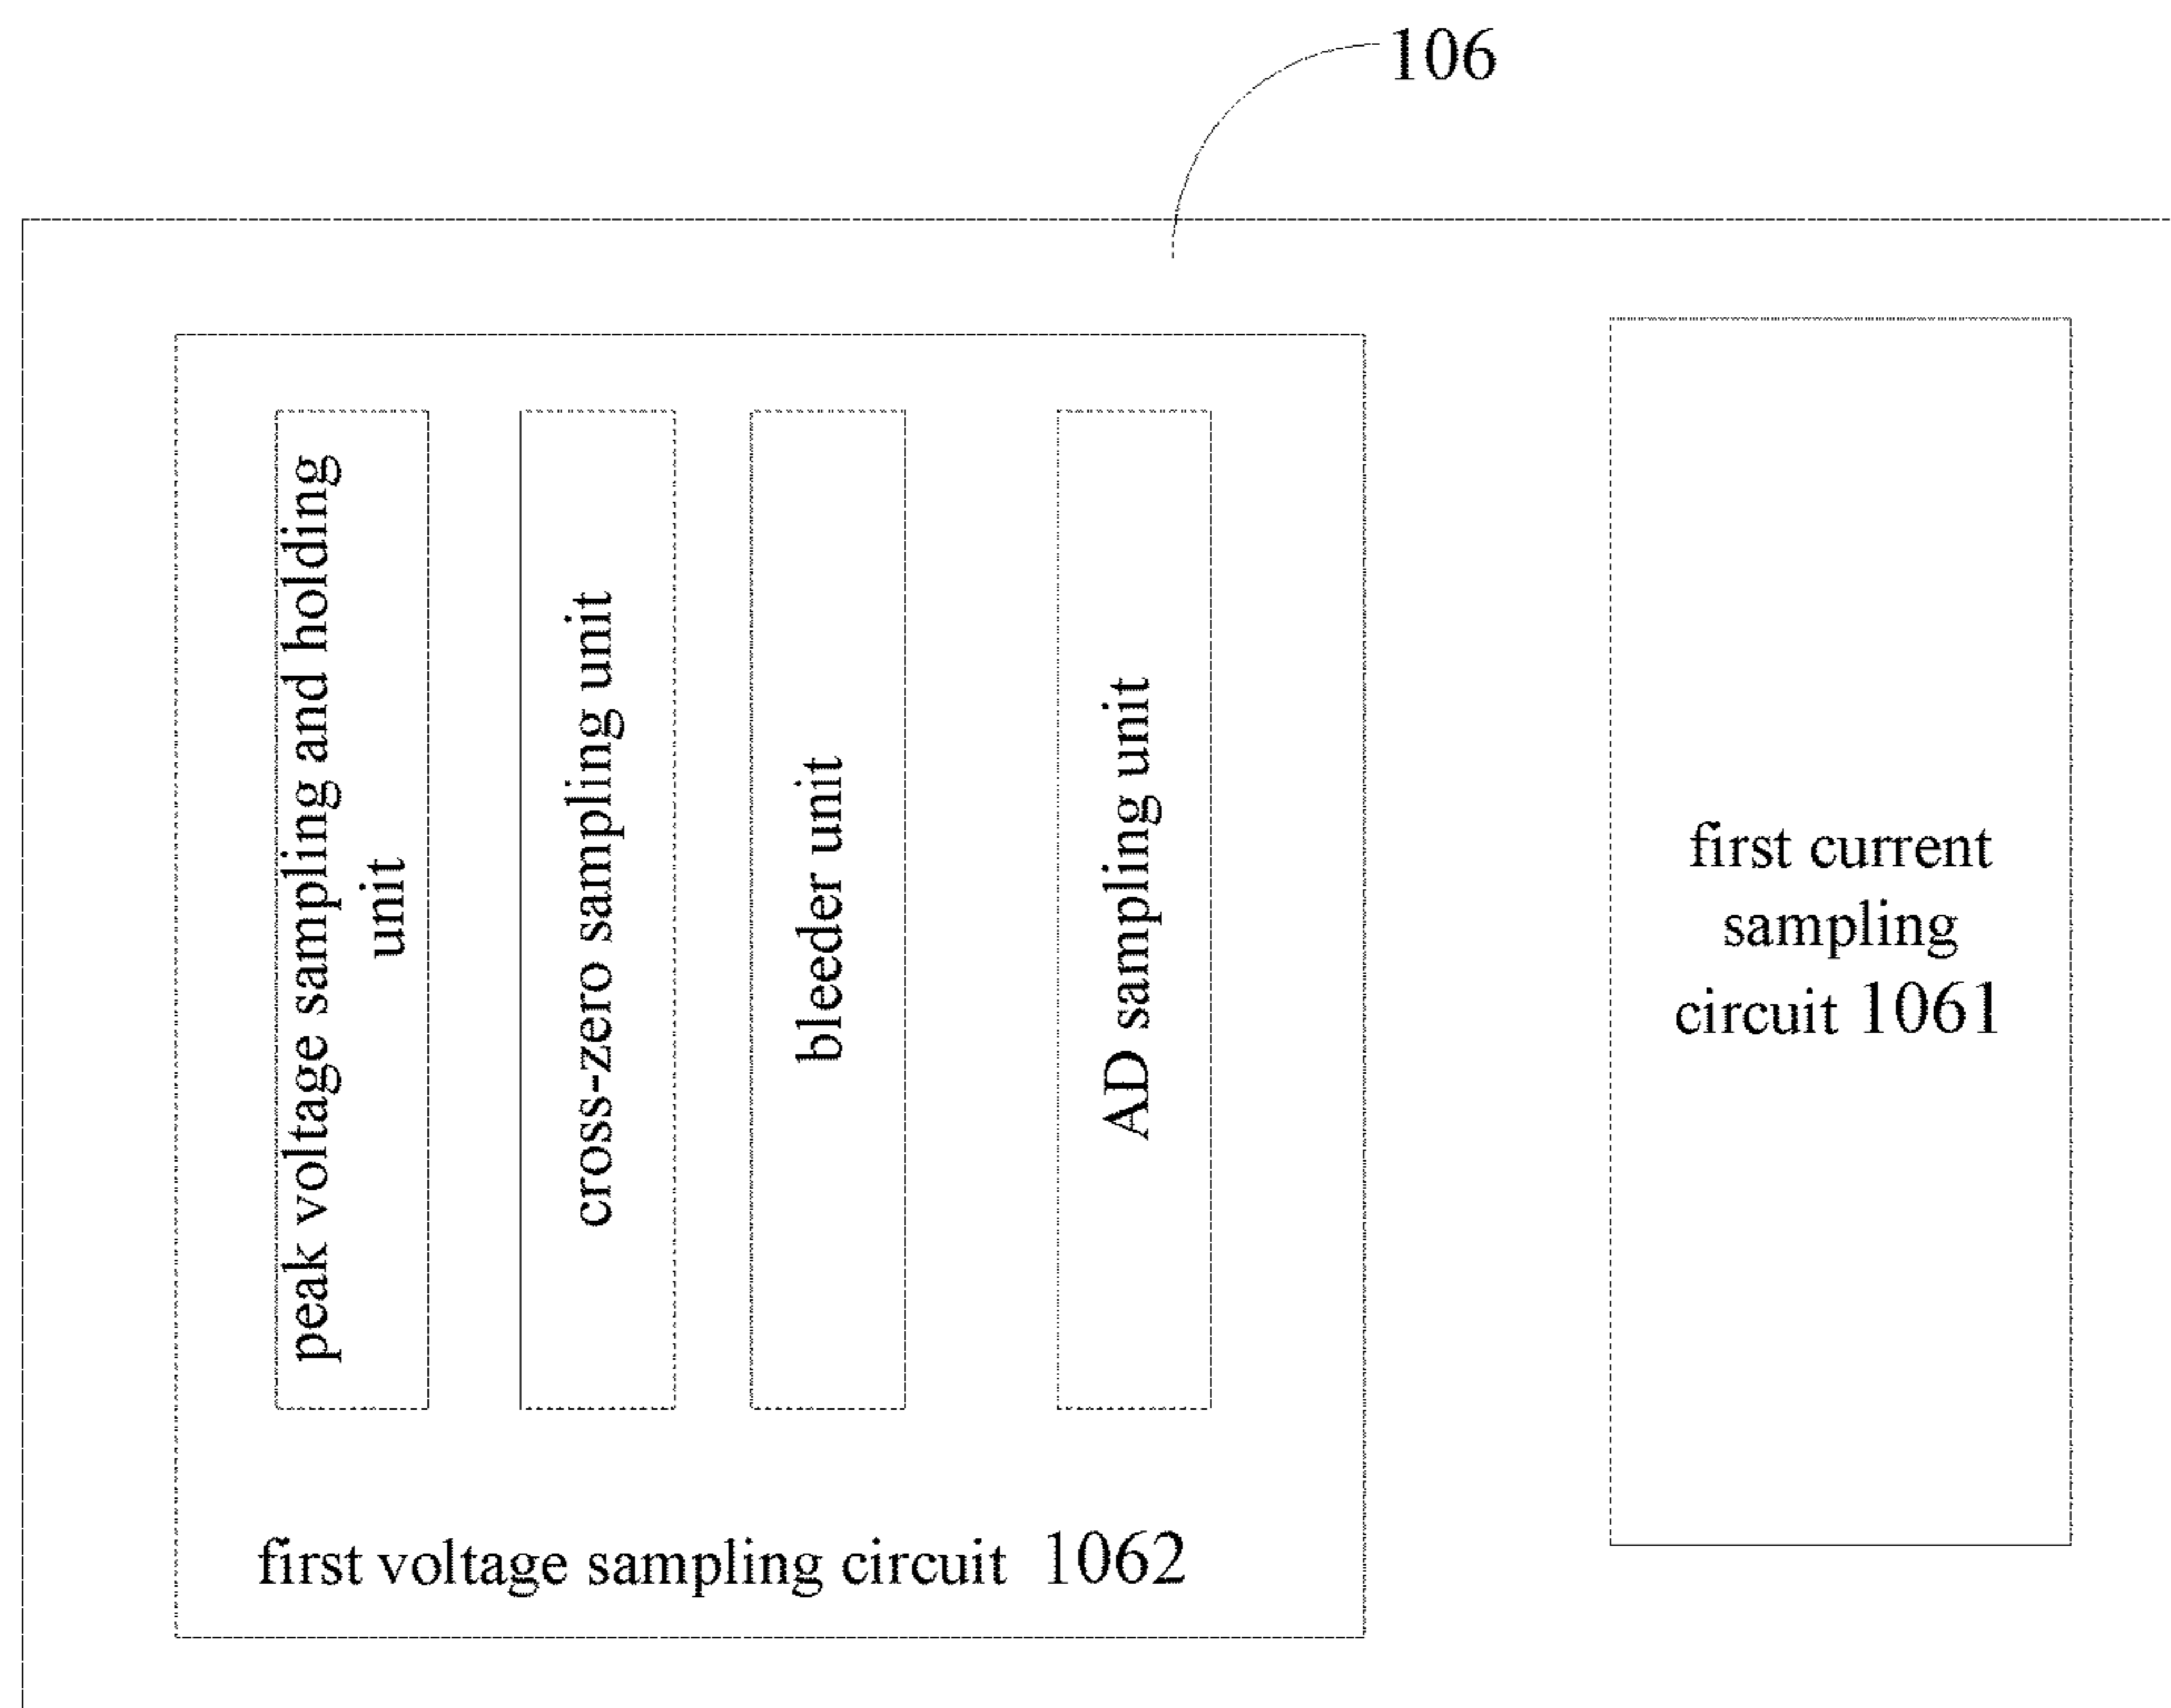 106
peak voltage sampling and holding
unit
cross-zero sampling unit
bleeder unit
AD sampling unit
first voltage sampling circuit 1062
first current
sampling
circuit 1061